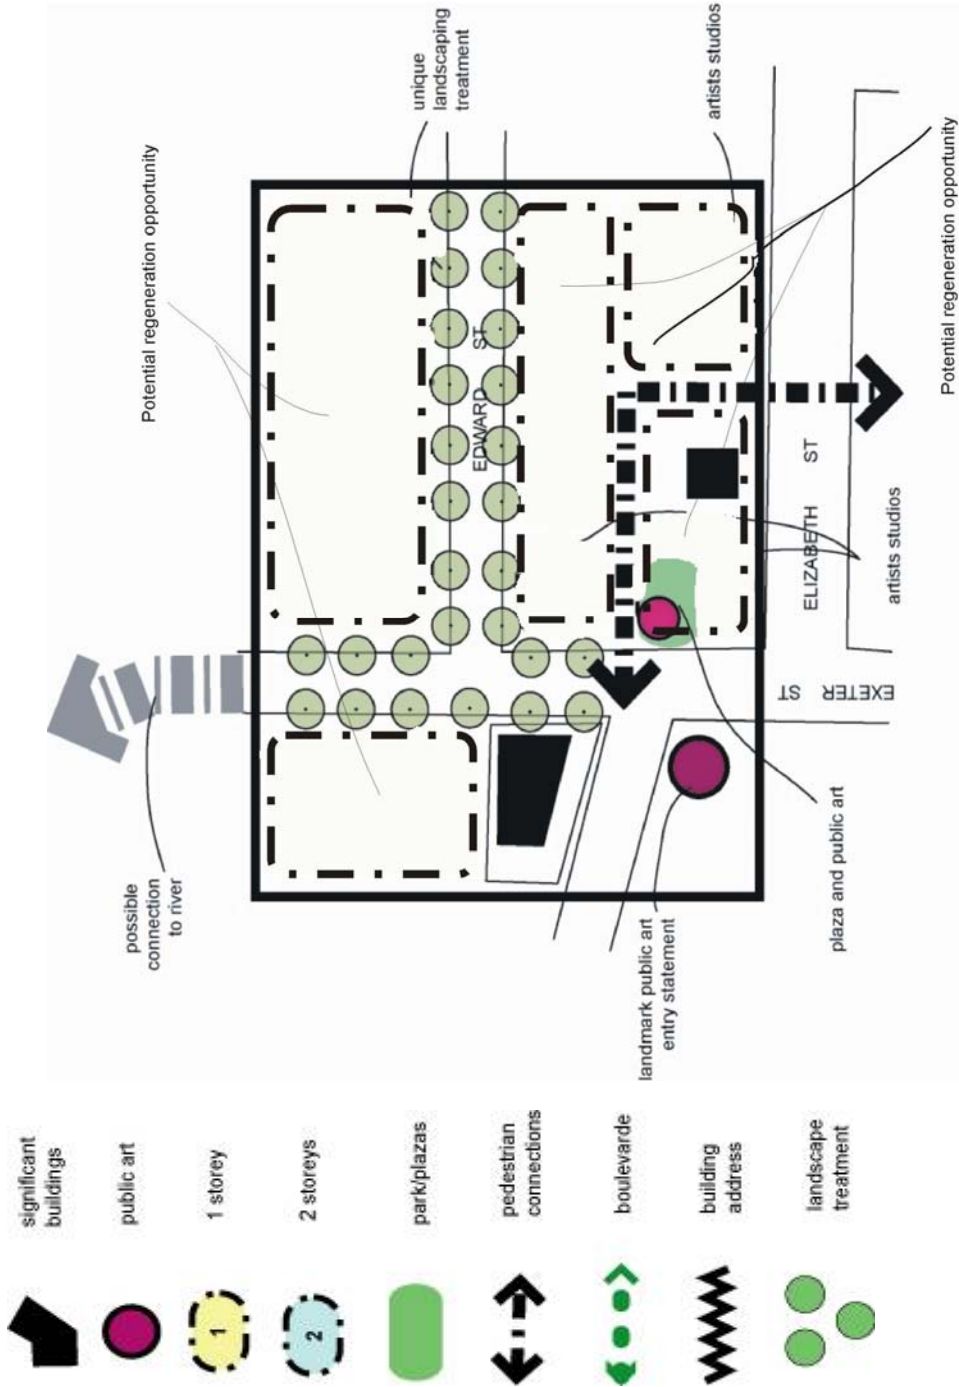 unique
landscaping
treatment
artists studios
Potential regeneration opportunity
Potential regeneration opportunity
EDWARD ST
ELIZABETH ST
artists studios
EXETER ST
possible
connection
to river
plaza and public art
landmark public art
entry statement
significant
buildings
public art
1 storey
1
2 storeys
2
park/plazas
pedestrian
connections
boulevarde
building
address
landscape
treatment